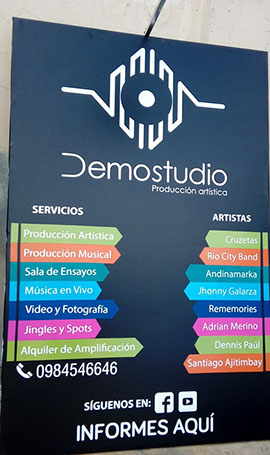 Demostudio
Producción artística
SERVICIOS
Producción Artística
Producción Musical
Sala de Ensayos
Música en Vivo
Video y Fotografía
Jingles y Spots
Alquiler de Amplificación
0984546646
ARTISTAS
Cruzetas
Rio City Band
Andinamarka
Jhonny Galarza
Rememories
Adrian Merino
Dennis Paúl
Santiago Ajitimbay
SÍGUENOS EN:
INFORMES AQUÍ